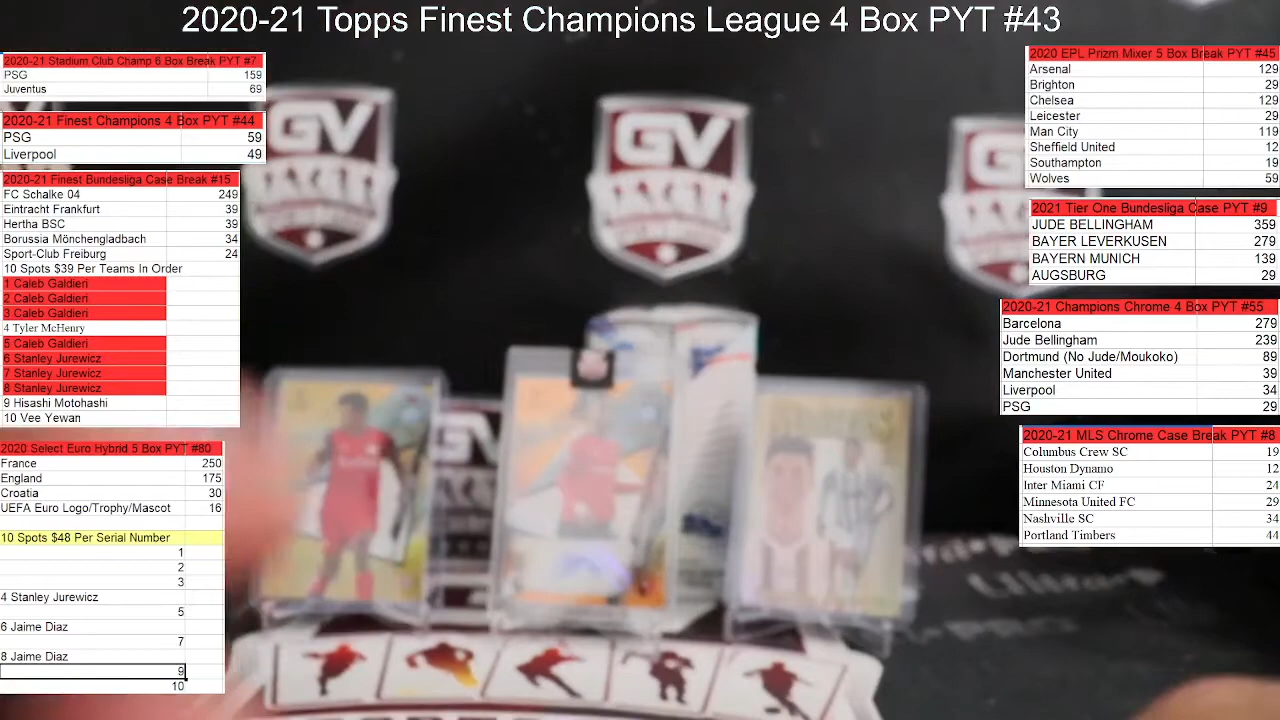 2020-21 Topps Finest Champions League 4 Box PYT #43
2020-21 Stadium Club Champ 6 Box Break PYT #7
PSG 159
Juventus 69
2020-21 Finest Champions 4 Box PYT #44
PSG 59
Liverpool 49
2020-21 Finest Bundesliga Case Break #15
FC Schalke 04 249
Eintracht Frankfurt 39
Hertha BSC 39
Borussia Mönchengladbach 34
Sport-Club Freiburg 24
10 Spots $39 Per Teams In Order
1 Caleb Galdieri
2 Caleb Galdieri
3 Caleb Galdieri
4 Tyler McHenry
5 Caleb Galdieri
6 Stanley Jurewicz
7 Stanley Jurewicz
8 Stanley Jurewicz
9 Hisashi Motohashi
10 Vee Yewan
2020 Select Euro Hybrid 5 Box PYT #80
France 250
England 175
Croatia 30
UEFA Euro Logo/Trophy/Mascot 16
10 Spots $48 Per Serial Number
1
2
3
4 Stanley Jurewicz
5
6 Jaime Diaz
7
8 Jaime Diaz
9
10
2020 EPL Prizm Mixer 5 Box Break PYT #45
Arsenal 129
Brighton 29
Chelsea 129
Leicester 29
Man City 119
Sheffield United 12
Southampton 19
Wolves 59
2021 Tier One Bundesliga Case PYT #9
JUDE BELLINGHAM 359
BAYER LEVERKUSEN 279
BAYERN MUNICH 139
AUGSBURG 29
2020-21 Champions Chrome 4 Box PYT #55
Barcelona 279
Jude Bellingham 239
Dortmund (No Jude/Moukoko) 89
Manchester United 39
Liverpool 34
PSG 29
2020-21 MLS Chrome Case Break PYT #8
Columbus Crew SC 19
Houston Dynamo 12
Inter Miami CF 24
Minnesota United FC 29
Nashville SC 34
Portland Timbers 44
GV
GV
G
GV